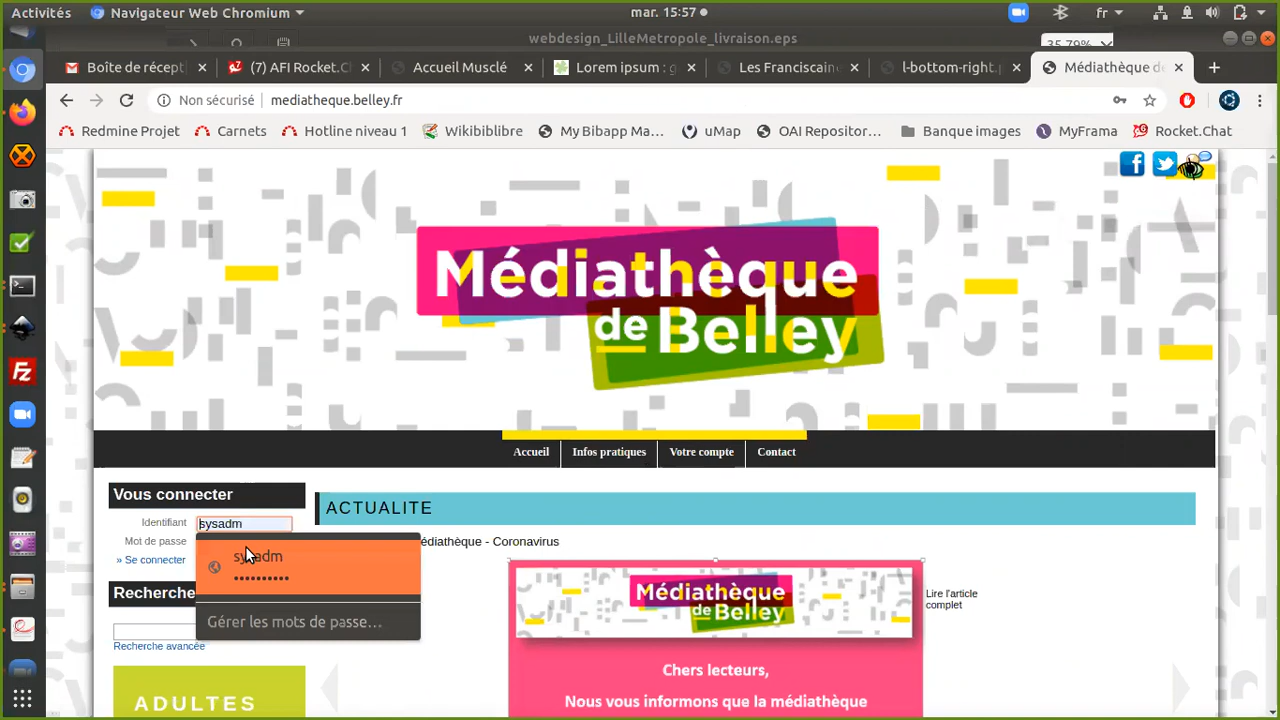 Activités Navigateur Web Chromium mar. 15:57 fr
webdesign_LilleMetropole_livraison.eps 35,79%
Boîte de récept (7) AFI Rocket.C Accueil Musclé Lorem ipsum : g Les Franciscain l-bottom-right. Médiathèque de
Non sécurisé mediatheque.belley.fr
Redmine Projet Carnets Hotline niveau 1 Wikibiblibre My Bibapp Ma… uMap OAI Repositor… Banque images MyFrama Rocket.Chat
Médiathèque
de Belley
Accueil Infos pratiques Votre compte Contact
Vous connecter
ACTUALITE
Identifiant sysadm
Mot de passe
édiathèque - Coronavirus
» Se connecter
sysadm
••••••••••
Recherche
Gérer les mots de passe…
Recherche avancée
ADULTES
Médiathèque
de Belley
Lire l'article
complet
Chers lecteurs,
Nous vous informons que la médiathèque